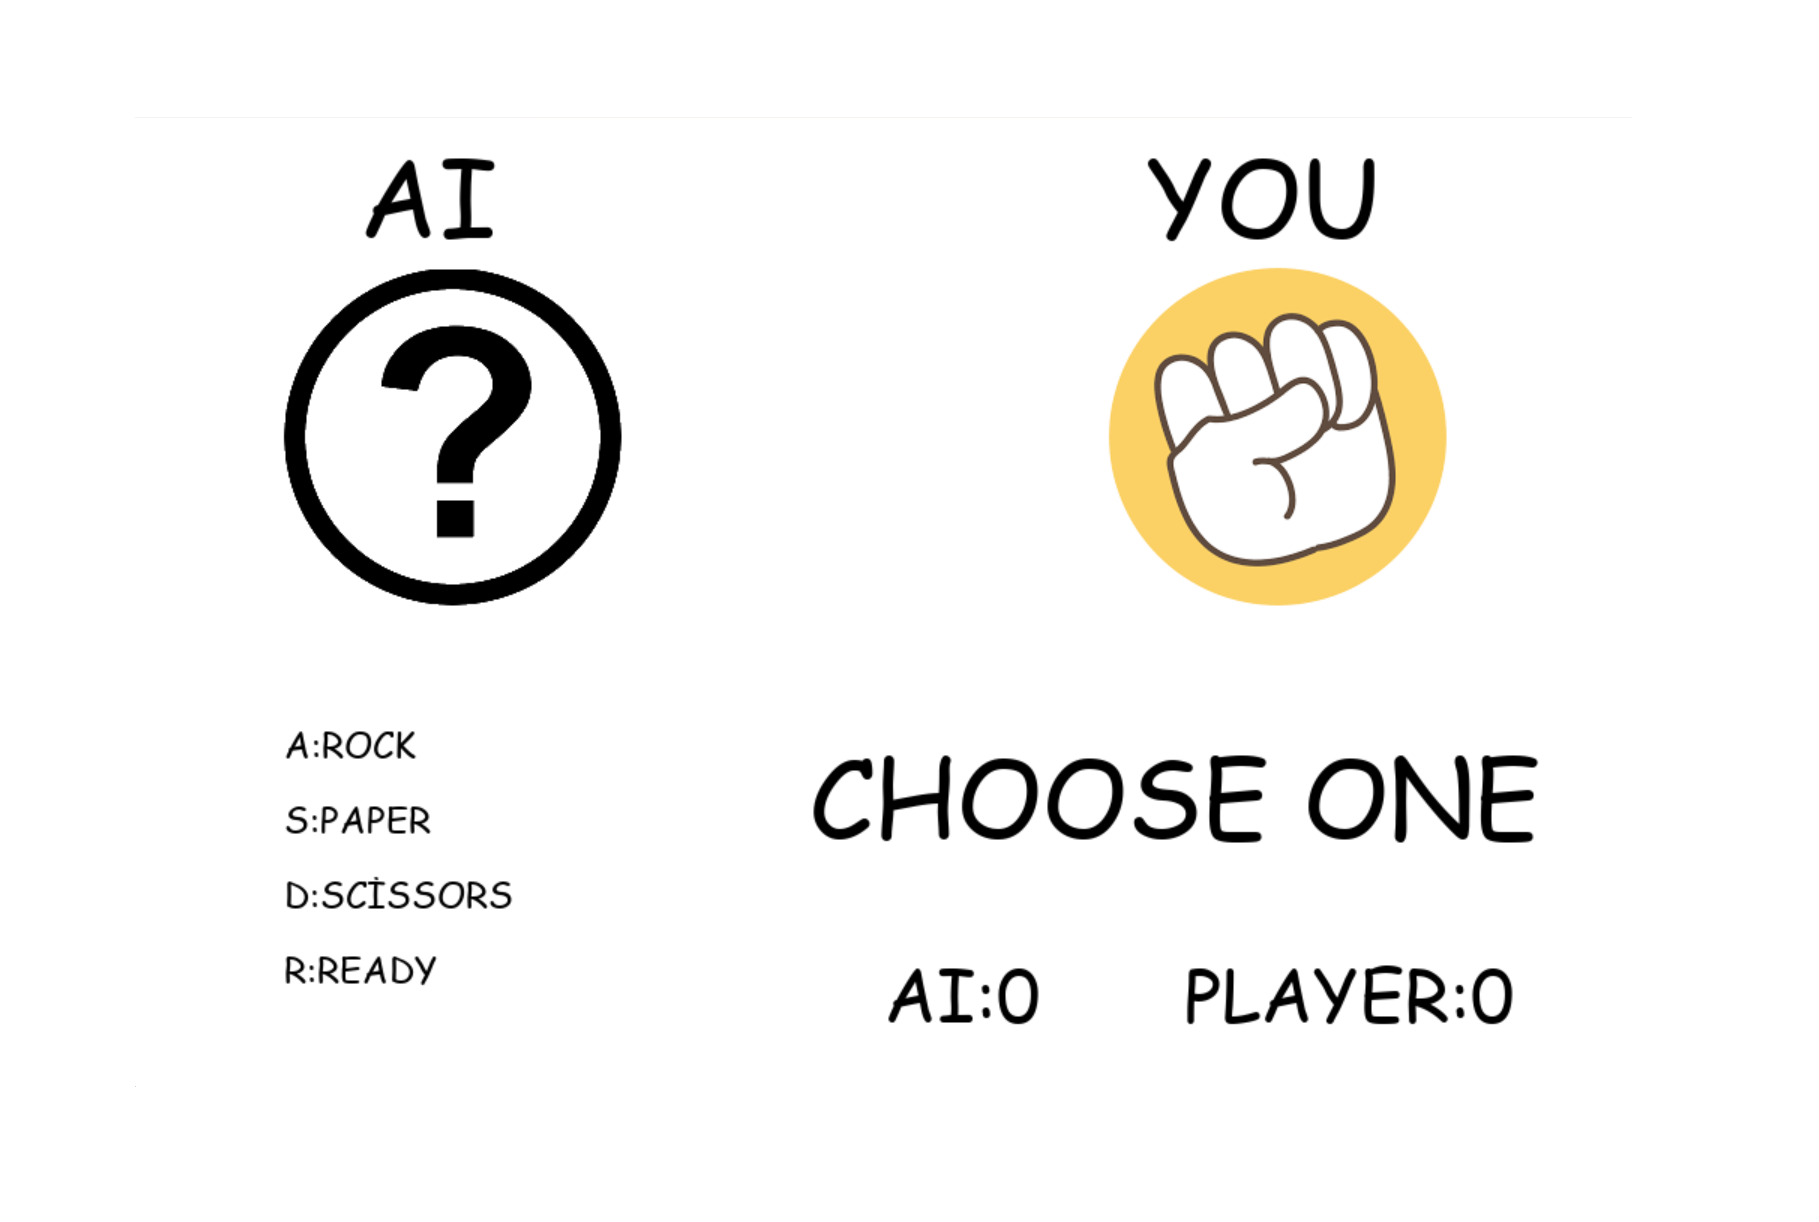 AI
YOU
?
A:ROCK
S:PAPER
D:SCİSSORS
R:READY
CHOOSE ONE
AI:0
PLAYER:0